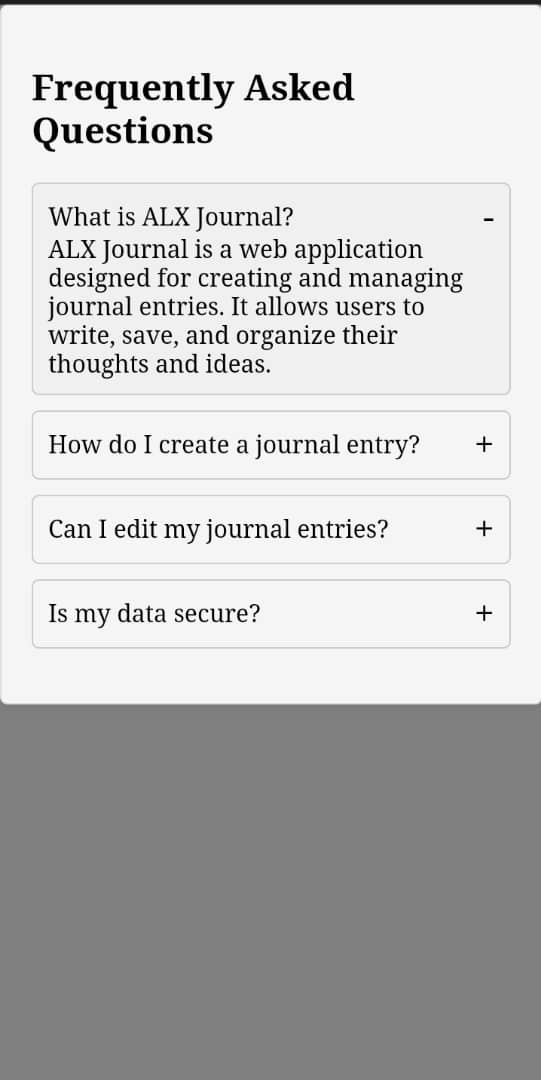 Frequently Asked
Questions
What is ALX Journal? -
ALX Journal is a web application
designed for creating and managing
journal entries. It allows users to
write, save, and organize their
thoughts and ideas.
How do I create a journal entry? +
Can I edit my journal entries? +
Is my data secure? +